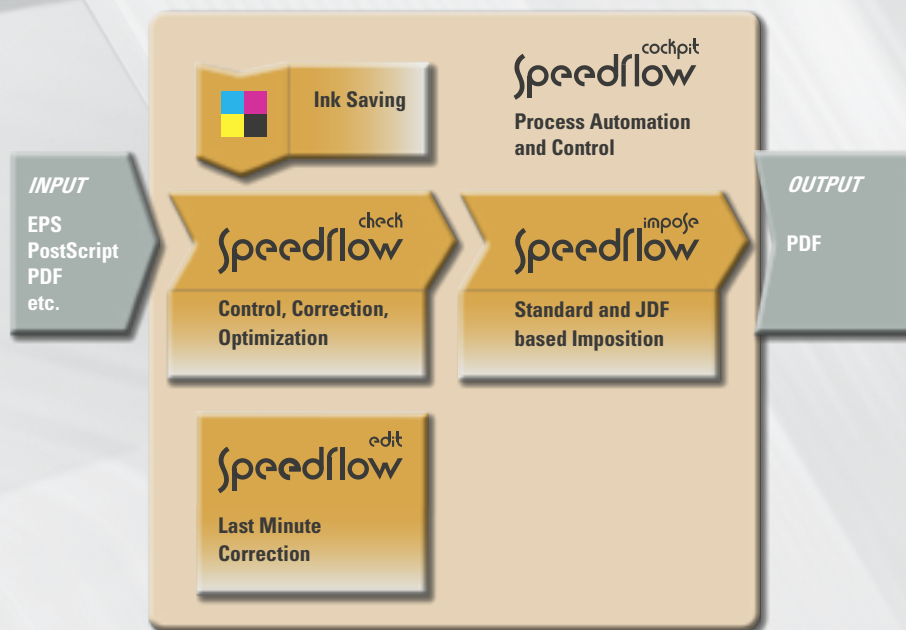 INPUT
EPS
PostScript
PDF
etc.
Ink Saving
cockpit
Speedflow
Process Automation
and Control
check
Speedflow
Control, Correction,
Optimization
impose
Speedflow
Standard and JDF
based Imposition
edit
Speedflow
Last Minute
Correction
OUTPUT
PDF